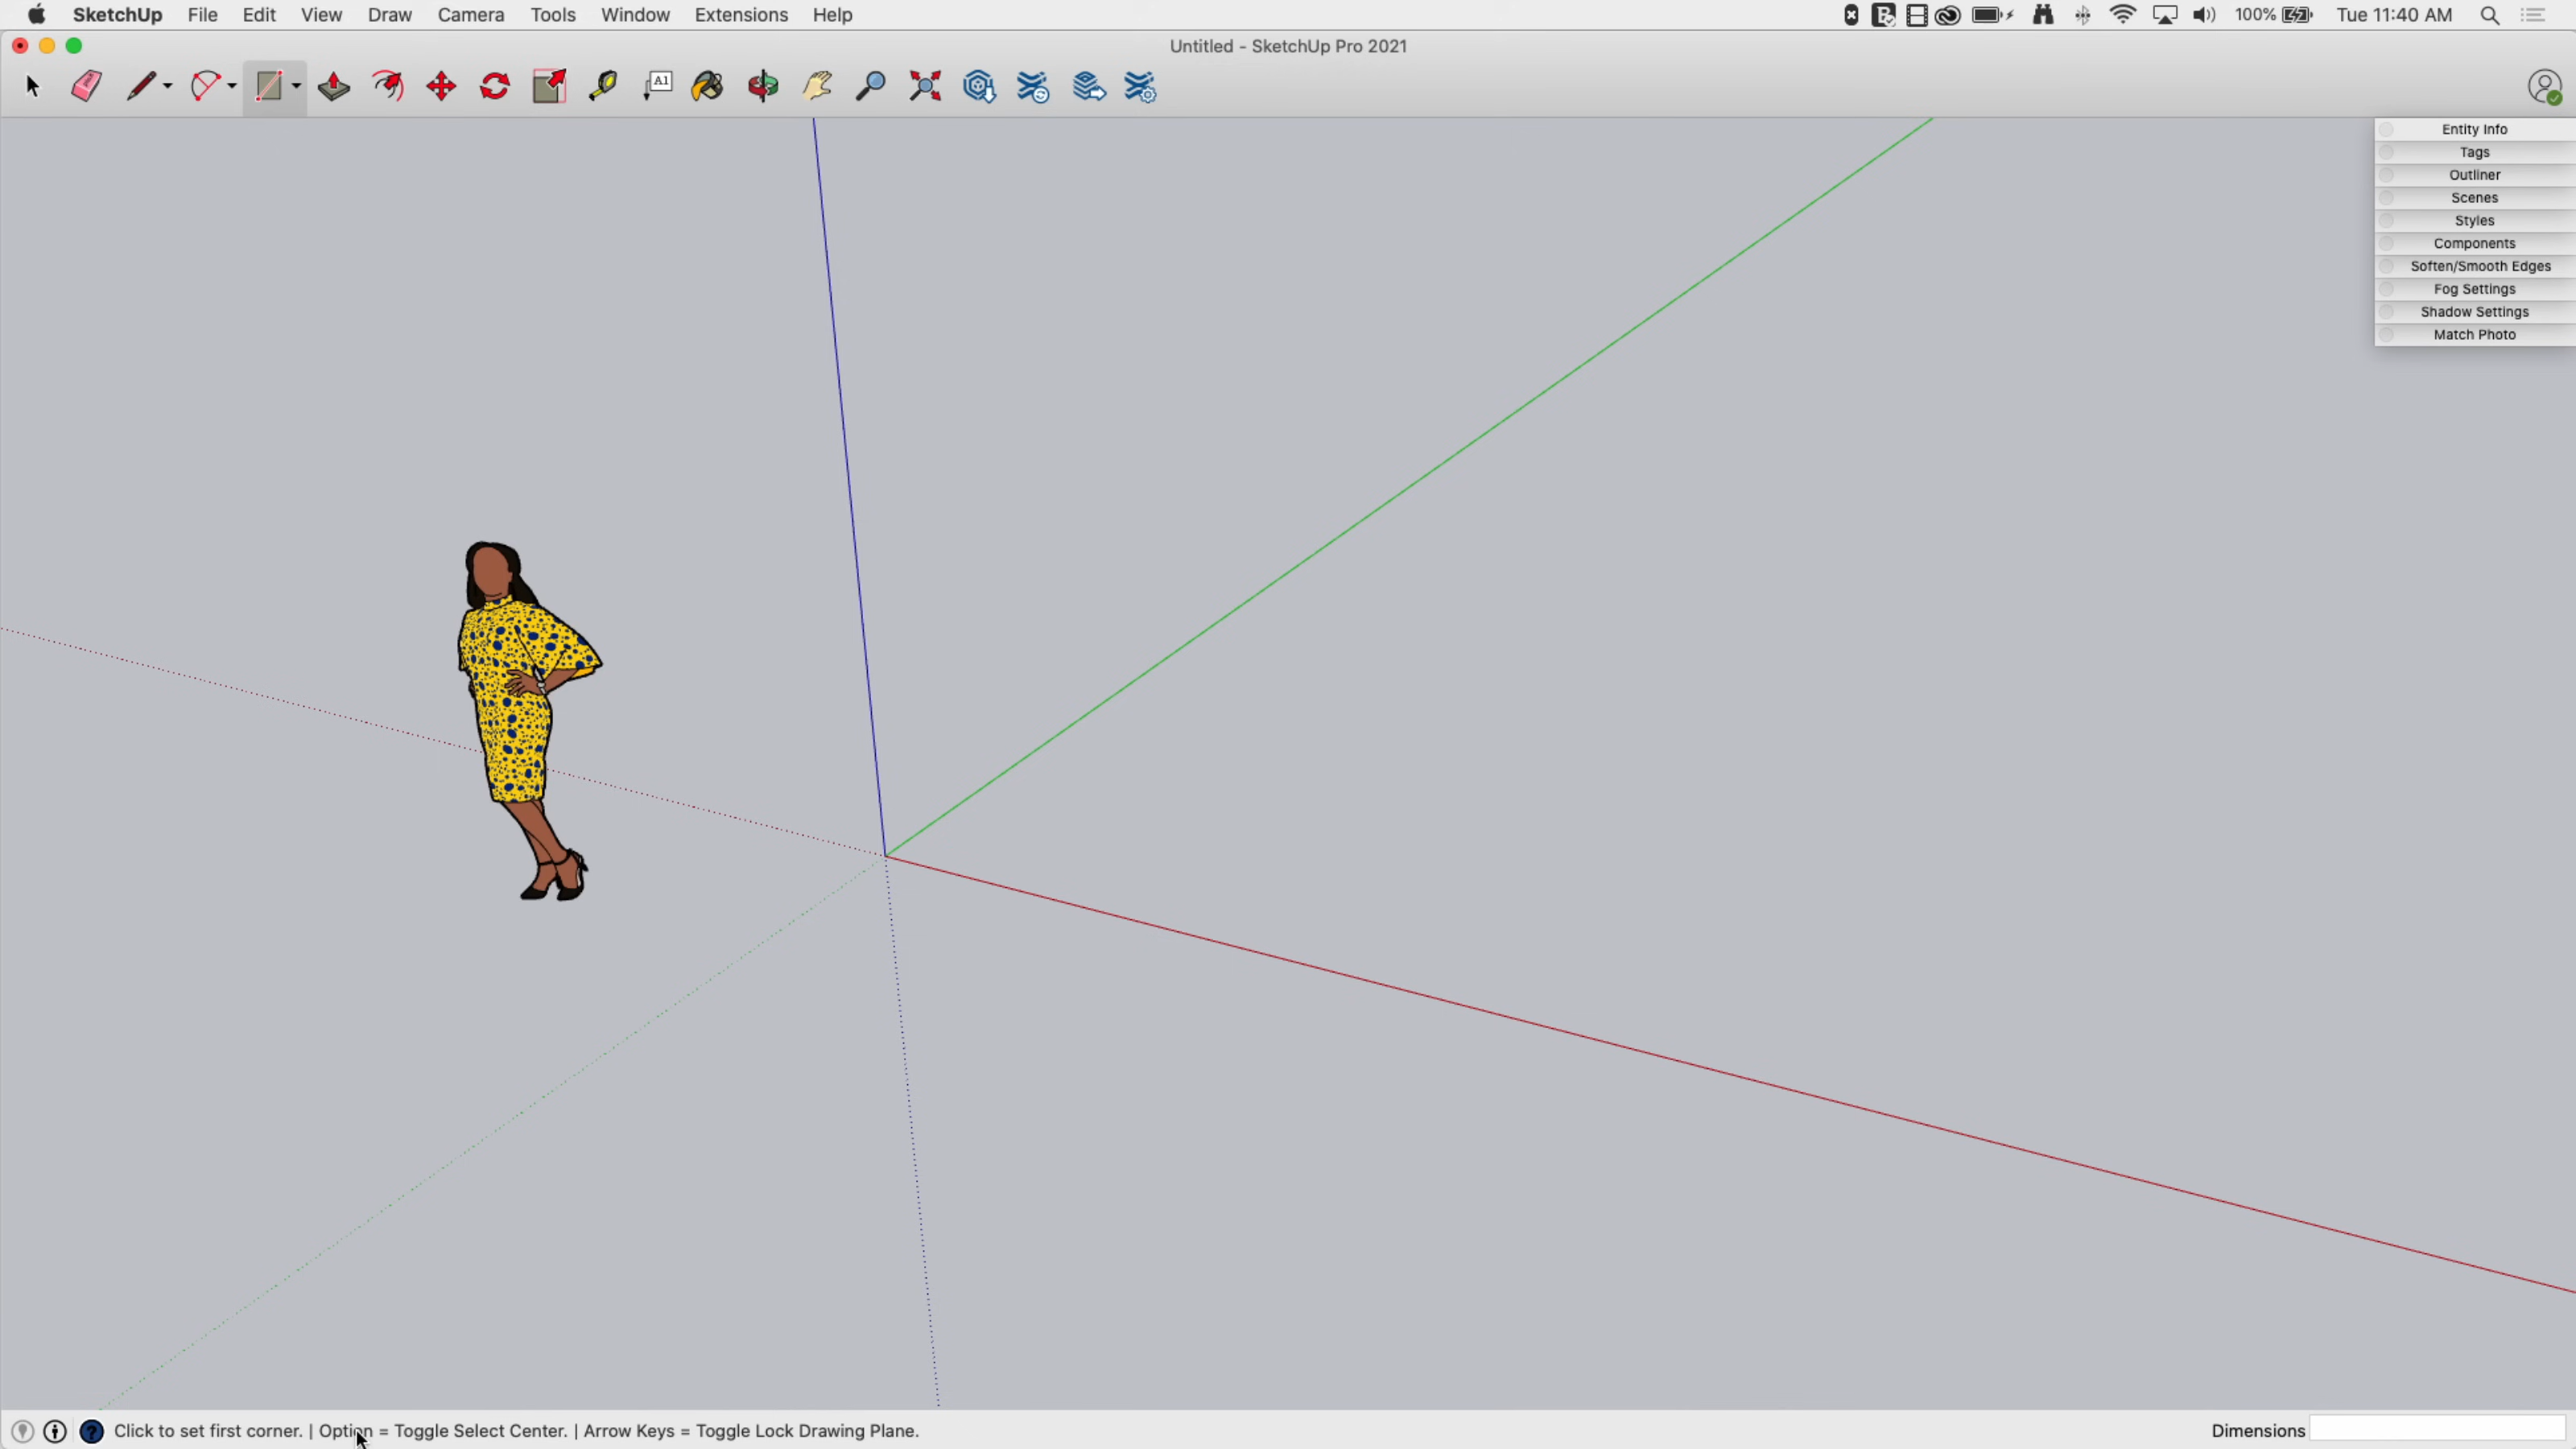 SketchUp File Edit View Draw Camera Tools Window Extensions Help 100% Tue 11:40 AM
Untitled - SketchUp Pro 2021
A1
Entity Info
Tags
Outliner
Scenes
Styles
Components
Soften/Smooth Edges
Fog Settings
Shadow Settings
Match Photo
Click to set first corner. | Option = Toggle Select Center. | Arrow Keys = Toggle Lock Drawing Plane. Dimensions